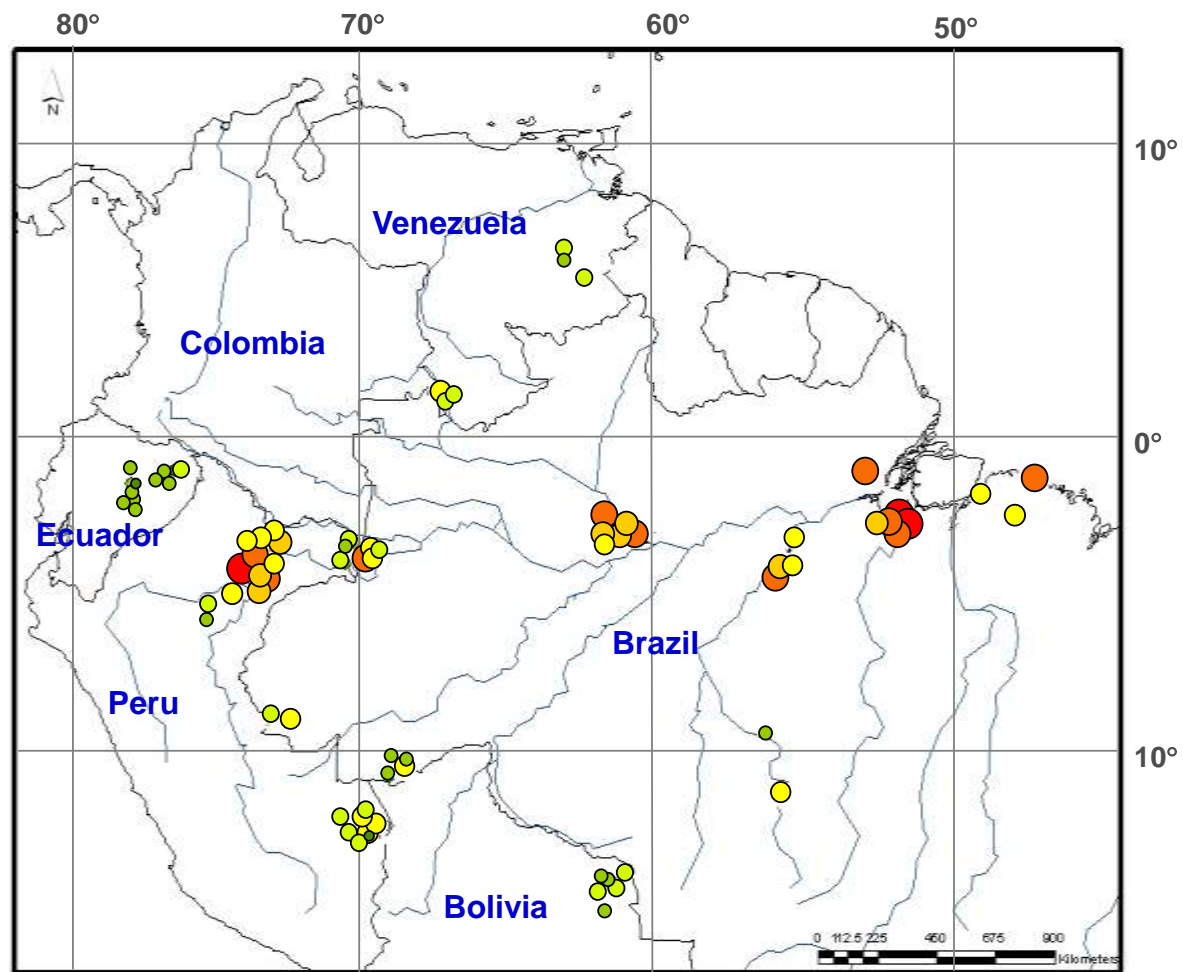 80° 70° 60° 50°
N
10°
Venezuela
Colombia
0°
Ecuador
Brazil
Peru
10°
Bolivia
0 112.5 225 450 675 900
Kilometers